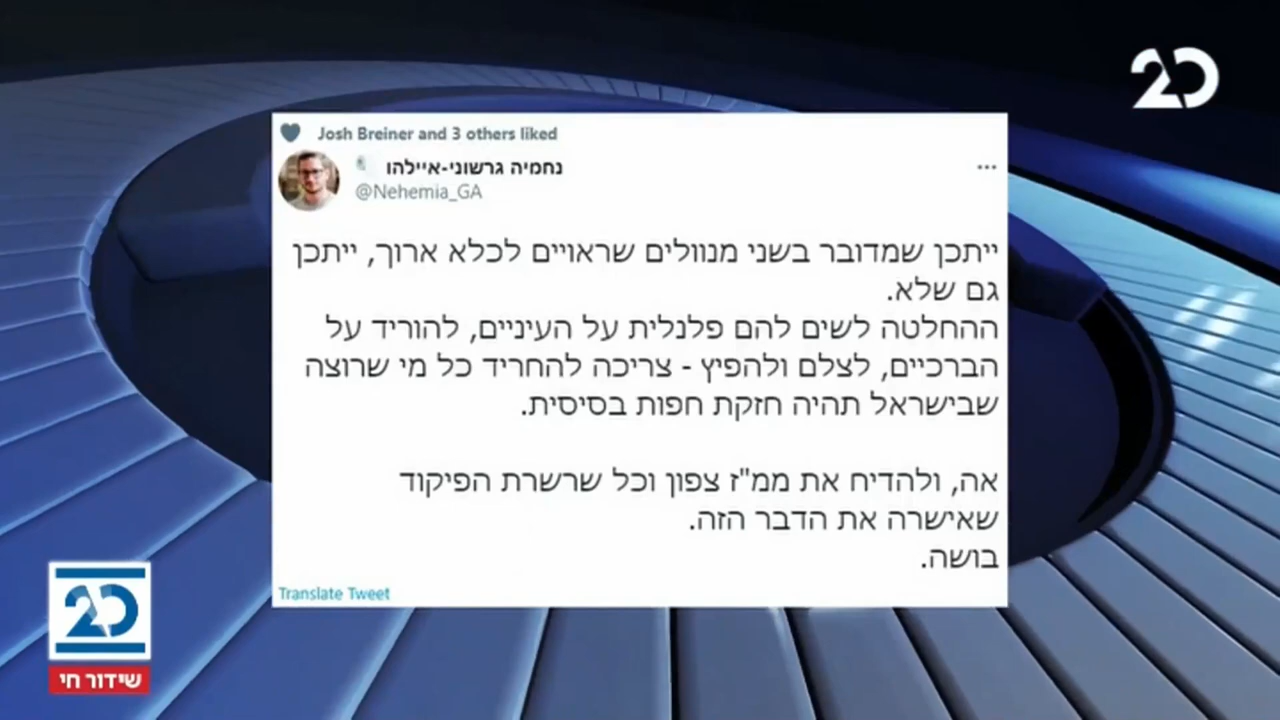 20
Josh Breiner and 3 others liked
נחמיה גרשוני-איילהו
@Nehemia_GA
ייתכן שמדובר בשני מנוולים שראויים לכלא ארוך, ייתכן
גם שלא.
ההחלטה לשים להם פלנלית על העיניים, להוריד על
הברכיים, לצלם ולהפיץ - צריכה להחריד כל מי שרוצה
שבישראל תהיה חזקת חפות בסיסית.
אה, ולהדיח את ממ"ז צפון וכל שרשרת הפיקוד
שאישרה את הדבר הזה.
בושה.
Translate Tweet
20
שידור חי